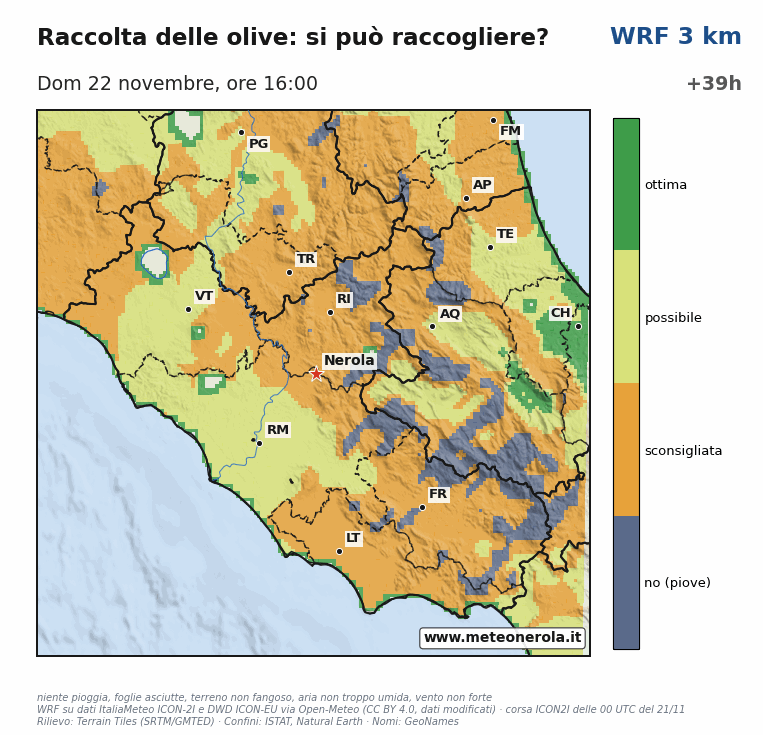 Raccolta delle olive: si può raccogliere?
WRF 3 km
Dom 22 novembre, ore 16:00
+39h
FM
PG
AP
TE
TR
VT
RI
AQ
CH.
Nerola
RM
FR
LT
www.meteonerola.it
ottima
possibile
sconsigliata
no (piove)
niente pioggia, foglie asciutte, terreno non fangoso, aria non troppo umida, vento non forte
WRF su dati ItaliaMeteo ICON-2I e DWD ICON-EU via Open-Meteo (CC BY 4.0, dati modificati) · corsa ICON2I delle 00 UTC del 21/11
Rilievo: Terrain Tiles (SRTM/GMTED) · Confini: ISTAT, Natural Earth · Nomi: GeoNames